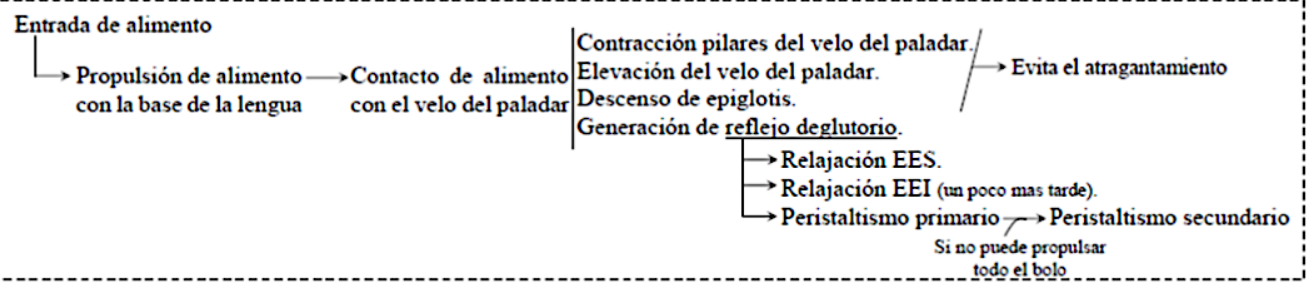 Entrada de alimento
Propulsión de alimento
con la base de la lengua
Contacto de alimento
con el velo del paladar
Contracción pilares del velo del paladar.
Elevación del velo del paladar.
Descenso de epiglotis.
Generación de reflejo deglutorio.
Evita el atragantamiento
Relajación EES.
Relajación EEI (un poco mas tarde).
Peristaltismo primario
Peristaltismo secundario
Si no puede propulsar
todo el bolo